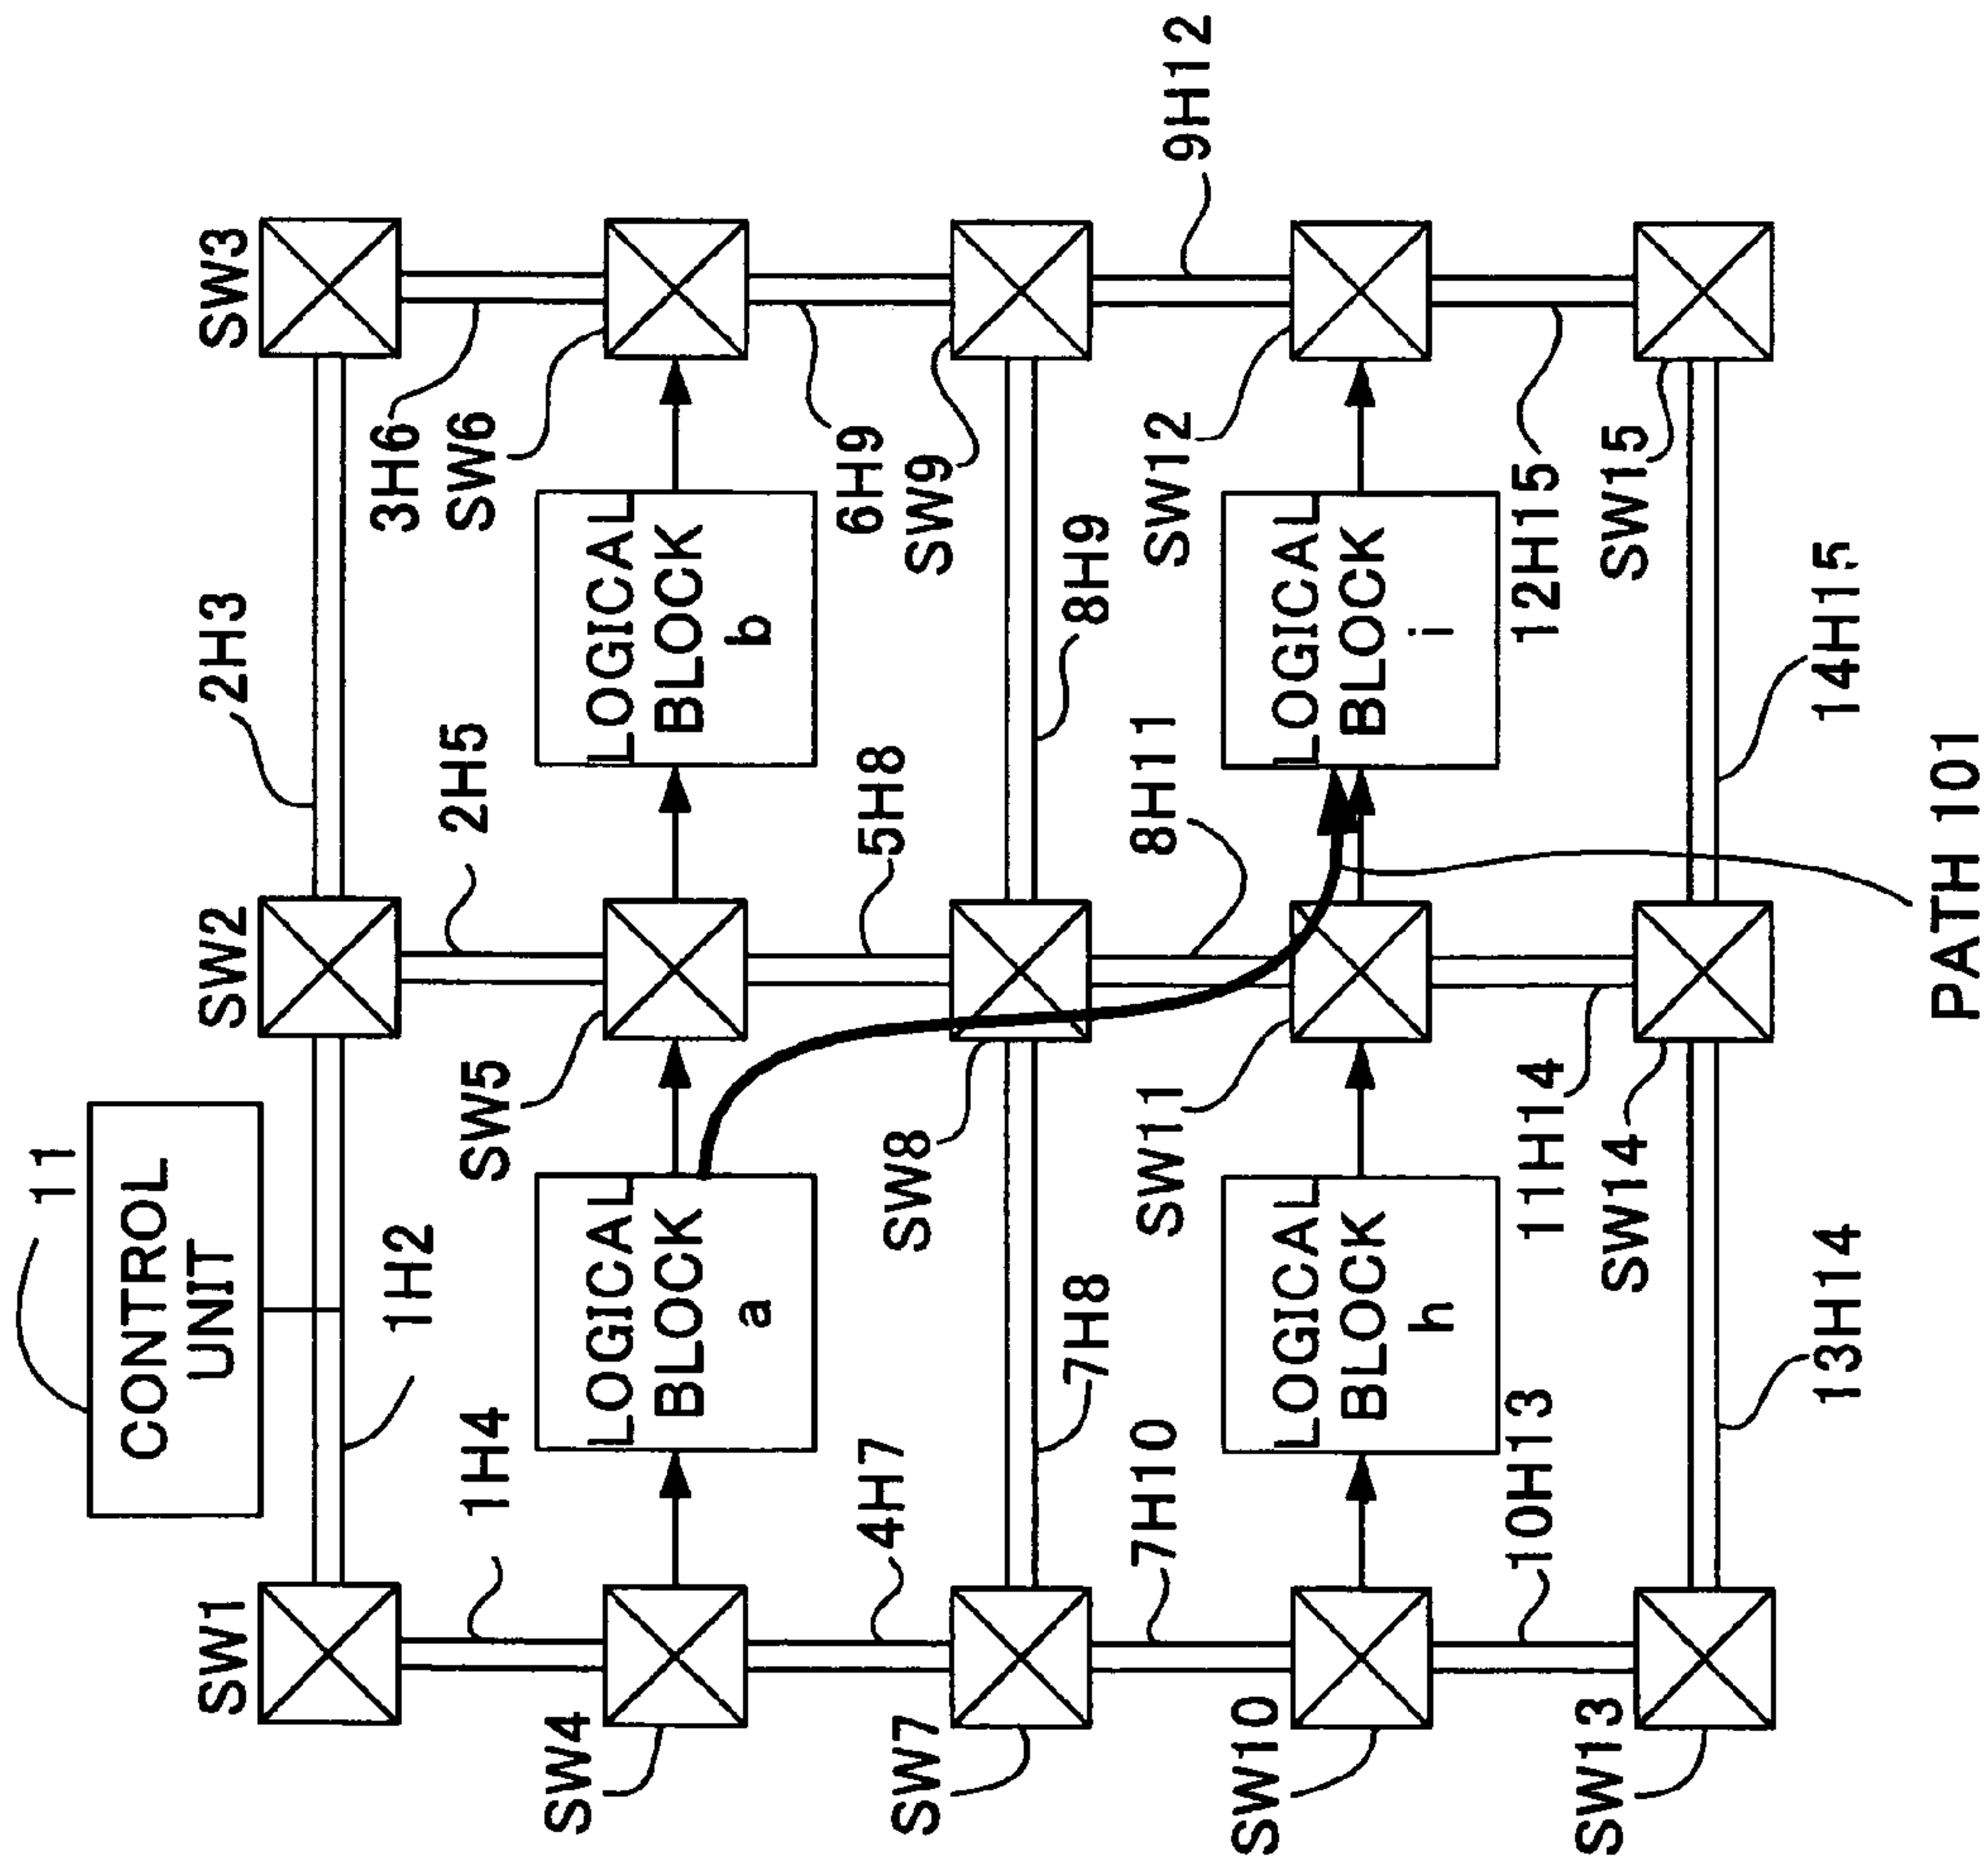 11
CONTROL
UNIT
SW1
SW2
SW3
1H2
2H3
1H4
2H5
3H6
SW4
SW5
SW6
LOGICAL
BLOCK
a
LOGICAL
BLOCK
b
4H7
5H8
6H9
SW7
SW8
SW9
7H8
8H9
7H10
8H11
9H12
SW10
SW11
SW12
LOGICAL
BLOCK
h
LOGICAL
BLOCK
i
10H13
11H14
12H15
SW13
SW14
SW15
13H14
14H15
PATH 101